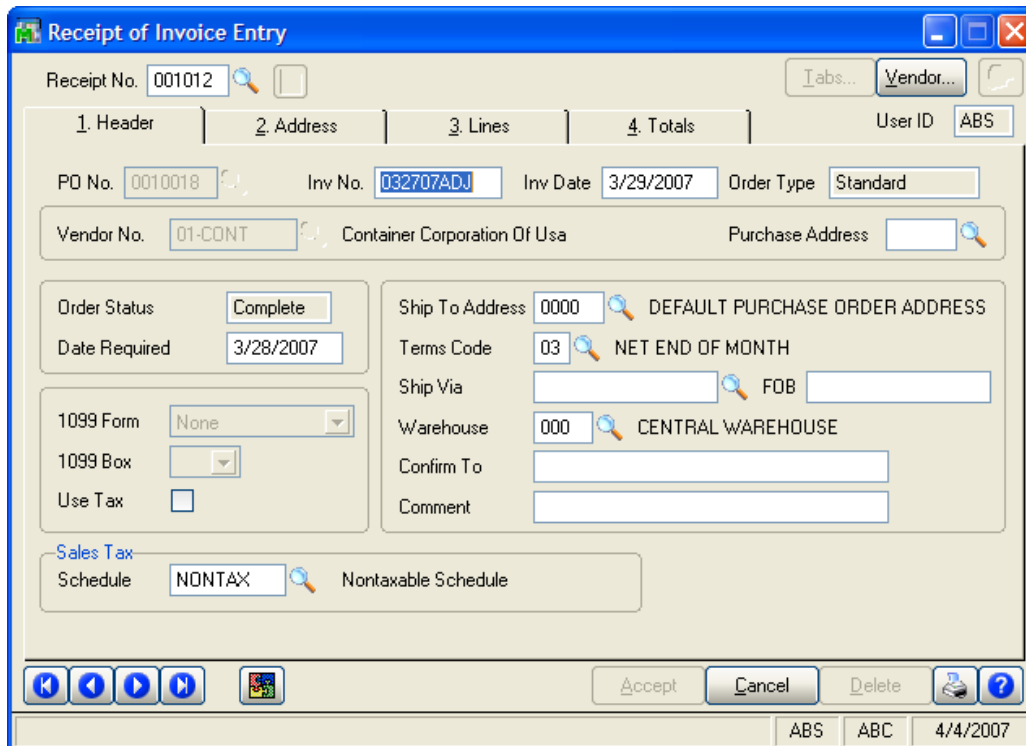 Receipt of Invoice Entry
Receipt No. 001012 Tabs... Vendor...
1. Header 2. Address 3. Lines 4. Totals User ID ABS
PO No. 0010018 Inv No. 032707ADJ Inv Date 3/29/2007 Order Type Standard
Vendor No. 01-CONT Container Corporation Of Usa Purchase Address
Order Status Complete Ship To Address 0000 DEFAULT PURCHASE ORDER ADDRESS
Date Required 3/28/2007 Terms Code 03 NET END OF MONTH
Ship Via FOB
1099 Form None Warehouse 000 CENTRAL WAREHOUSE
1099 Box Confirm To
Use Tax Comment
Sales Tax
Schedule NONTAX Nontaxable Schedule
Accept Cancel Delete ?
ABS ABC 4/4/2007